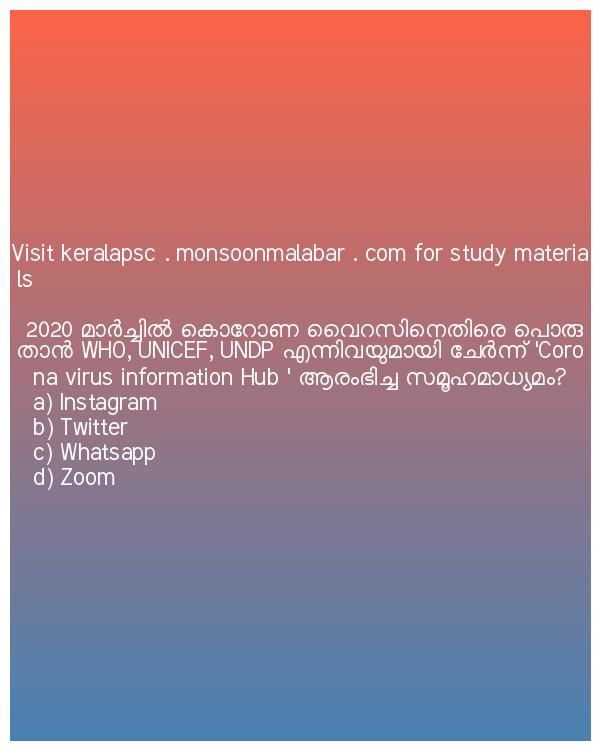 Visit keralapsc . monsoonmalabar . com for study materia
ls
2020 മാർച്ചിൽ കൊറോണ വൈറസിനെതിരെ പൊരു
താൻ WHO, UNICEF, UNDP എന്നിവയുമായി ചേർന്ന് 'Coro
na virus information Hub ' ആരംഭിച്ച സമൂഹമാധ്യമം?
a) Instagram
b) Twitter
c) Whatsapp
d) Zoom